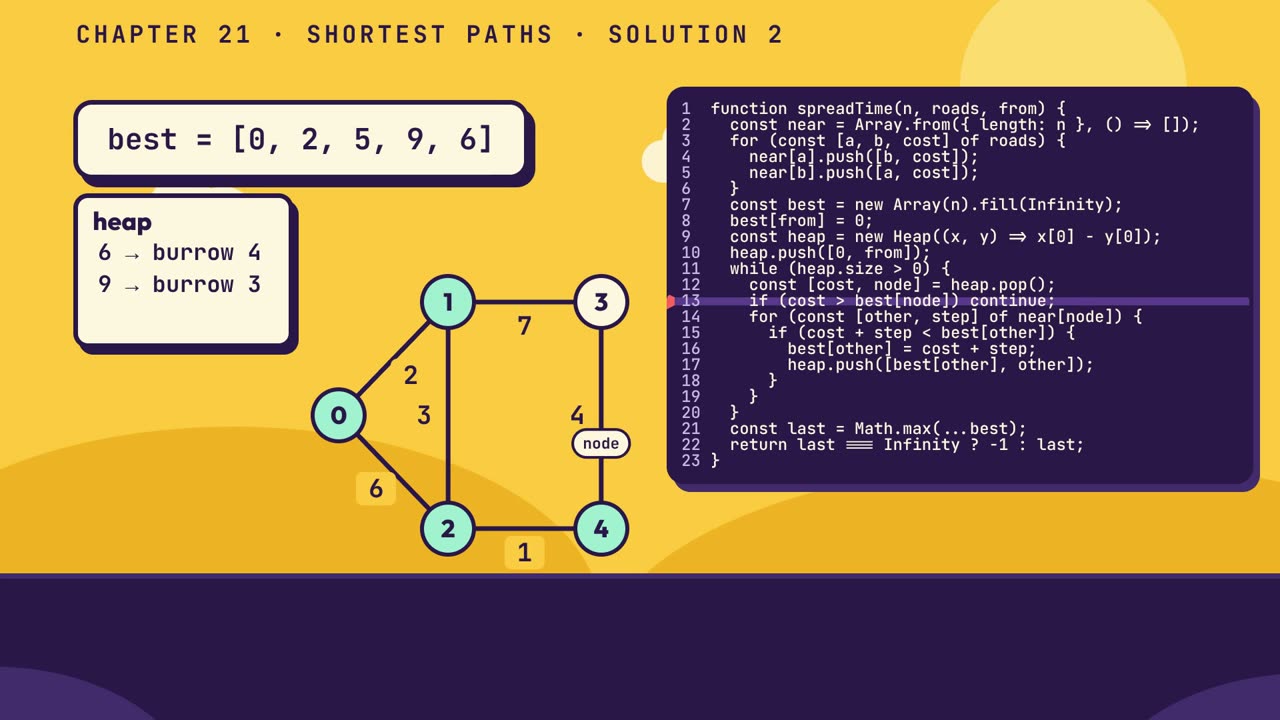 CHAPTER 21 · SHORTEST PATHS · SOLUTION 2
best = [0, 2, 5, 9, 6]
heap
6 → burrow 4
9 → burrow 3
1
3
7
2
0
3
4
node
6
2
4
1
1 function spreadTime(n, roads, from) {
2 const near = Array.from({ length: n }, () => []);
3 for (const [a, b, cost] of roads) {
4 near[a].push([b, cost]);
5 near[b].push([a, cost]);
6 }
7 const best = new Array(n).fill(Infinity);
8 best[from] = 0;
9 const heap = new Heap((x, y) => x[0] - y[0]);
10 heap.push([0, from]);
11 while (heap.size > 0) {
12 const [cost, node] = heap.pop();
13 if (cost > best[node]) continue;
14 for (const [other, step] of near[node]) {
15 if (cost + step < best[other]) {
16 best[other] = cost + step;
17 heap.push([best[other], other]);
18 }
19 }
20 }
21 const last = Math.max(...best);
22 return last === Infinity ? -1 : last;
23 }